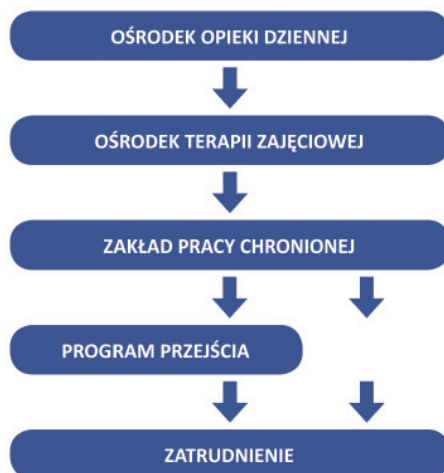 OŚRODEK OPIEKI DZIENNEJ
OŚRODEK TERAPII ZAJĘCIOWEJ
ZAKŁAD PRACY CHRONIONEJ
PROGRAM PRZEJŚCIA
ZATRUDNIENIE